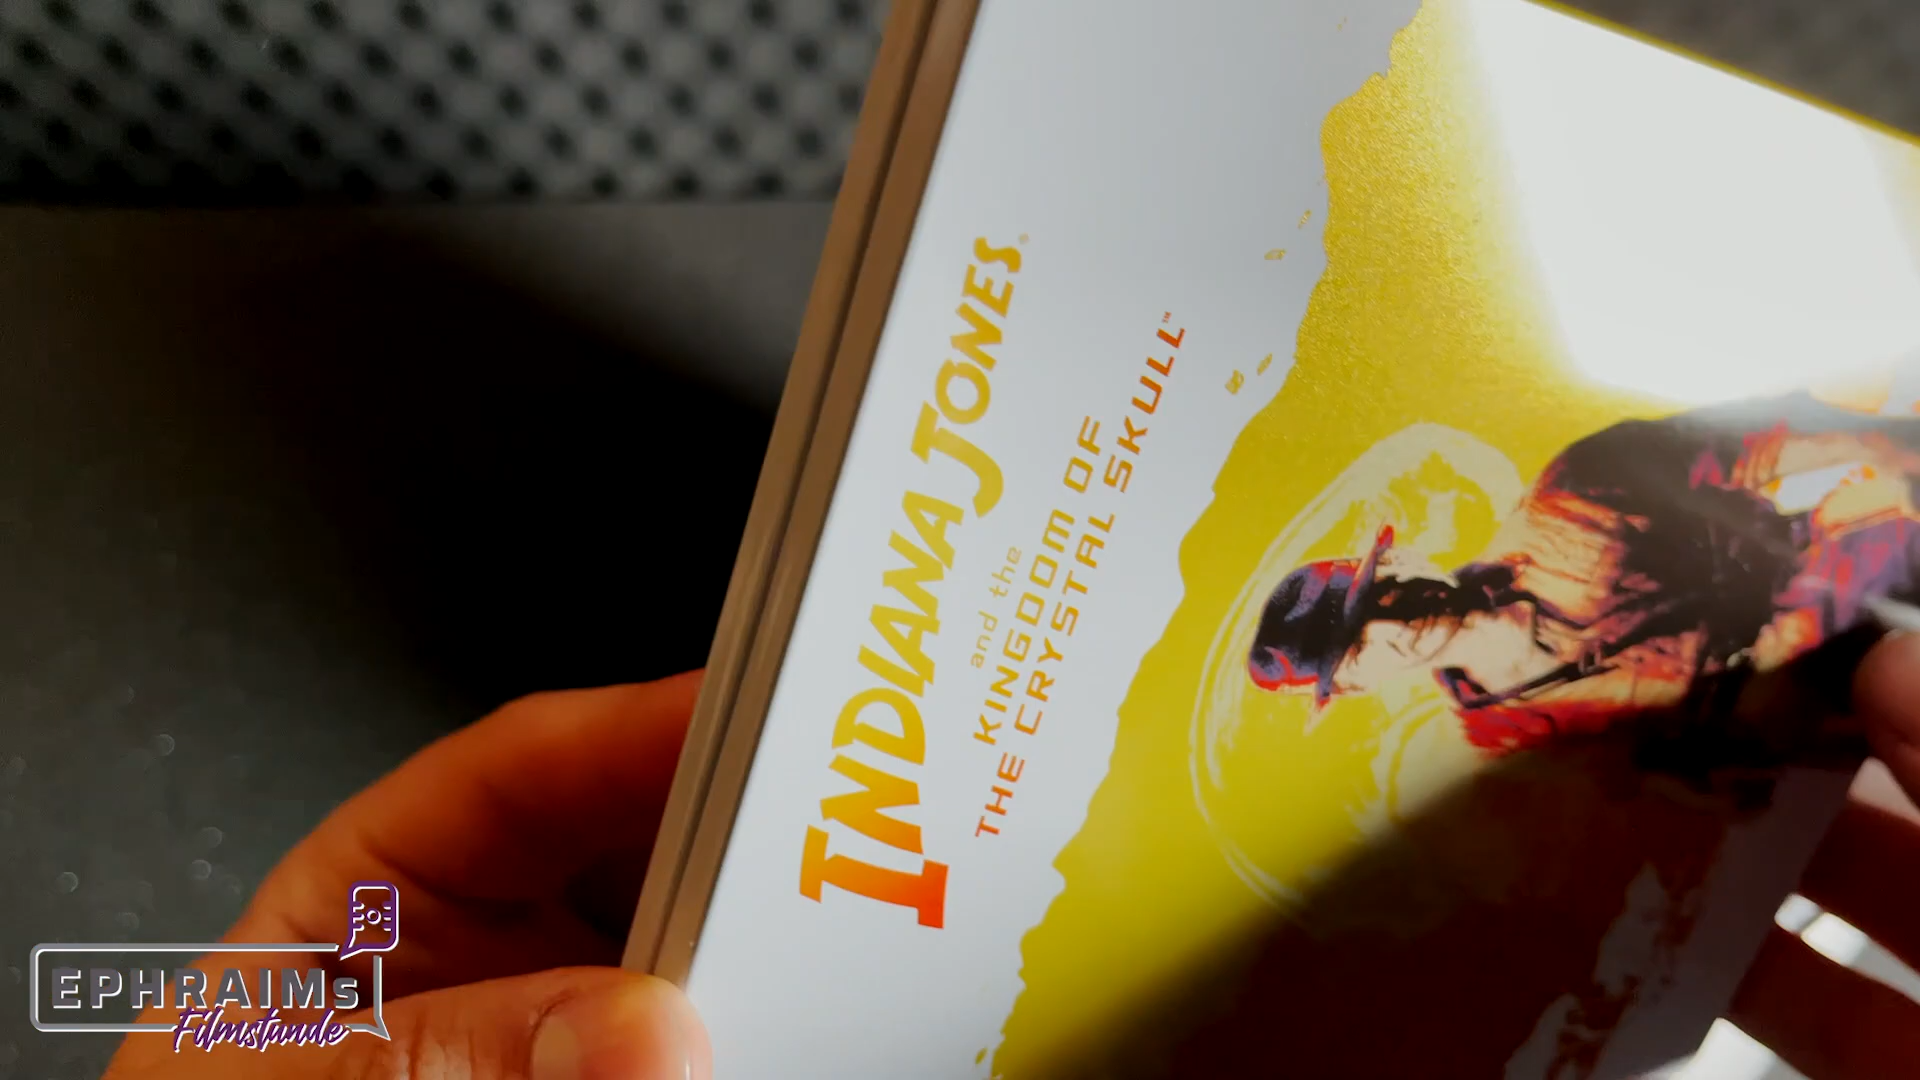 INDIANA JONES®
and the
KINGDOM OF
THE CRYSTAL SKULL™
EPHRAIMs
Filmstunde